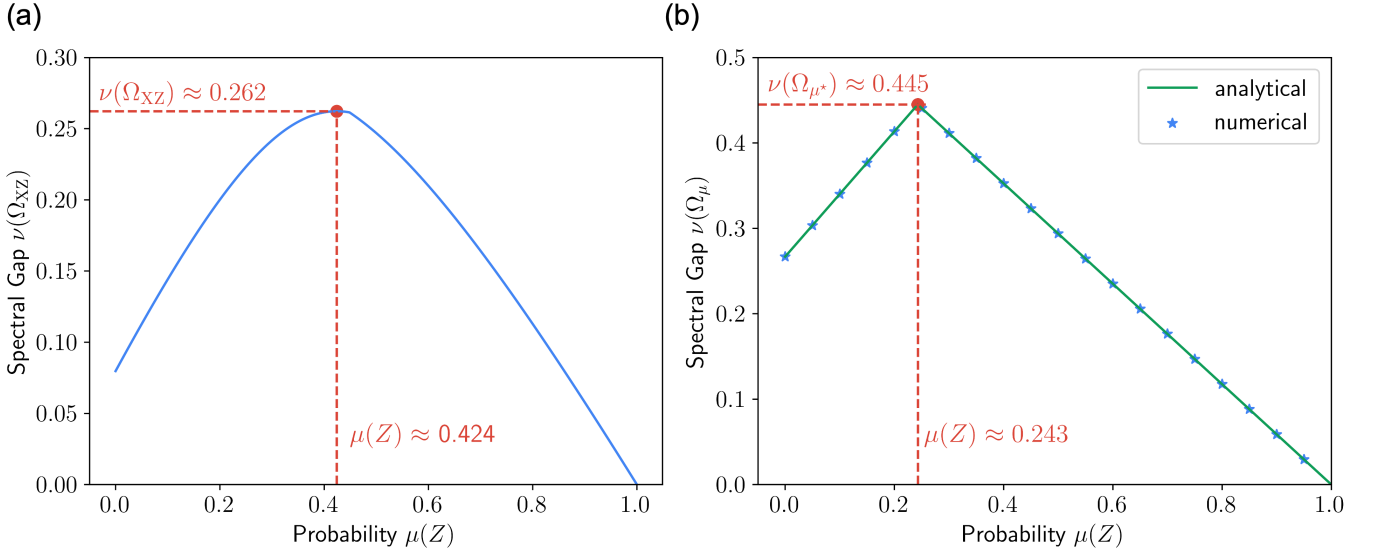 (a)
0.30
0.25
0.20
0.15
0.10
0.05
0.00
0.0 0.2 0.4 0.6 0.8 1.0
Spectral Gap ν(Ω_XZ)
Probability μ(Z)
ν(Ω_XZ) ≈ 0.262
μ(Z) ≈ 0.424
(b)
0.5
0.4
0.3
0.2
0.1
0.0
0.0 0.2 0.4 0.6 0.8 1.0
Spectral Gap ν(Ω_μ)
Probability μ(Z)
ν(Ω_μ⋆) ≈ 0.445
μ(Z) ≈ 0.243
analytical
numerical